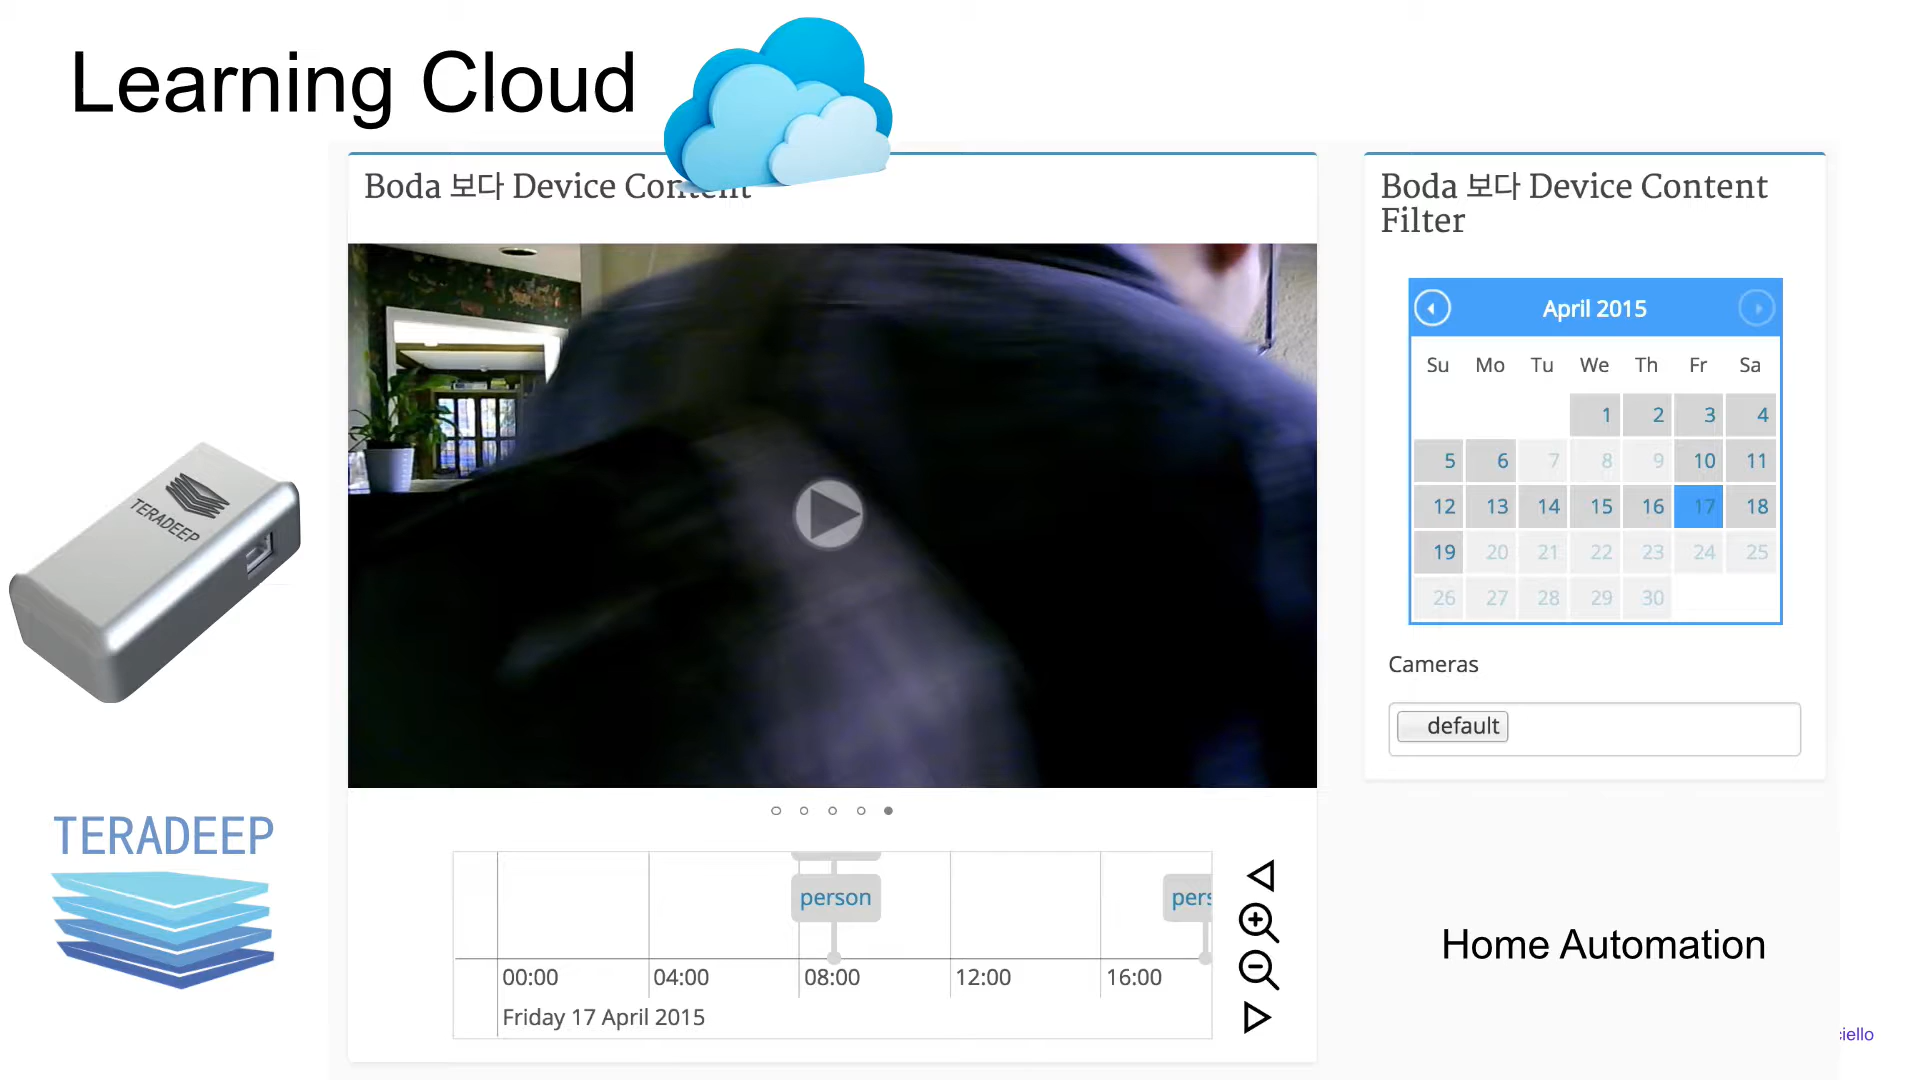 Learning Cloud
Boda 보다 Device Content
Boda 보다 Device Content
Filter
April 2015
Su Mo Tu We Th Fr Sa
1 2 3 4
5 6 7 8 9 10 11
12 13 14 15 16 17 18
19 20 21 22 23 24 25
26 27 28 29 30
Cameras
default
TERADEEP
TERADEEP
person
pers
00:00 04:00 08:00 12:00 16:00
Friday 17 April 2015
Home Automation
ciello